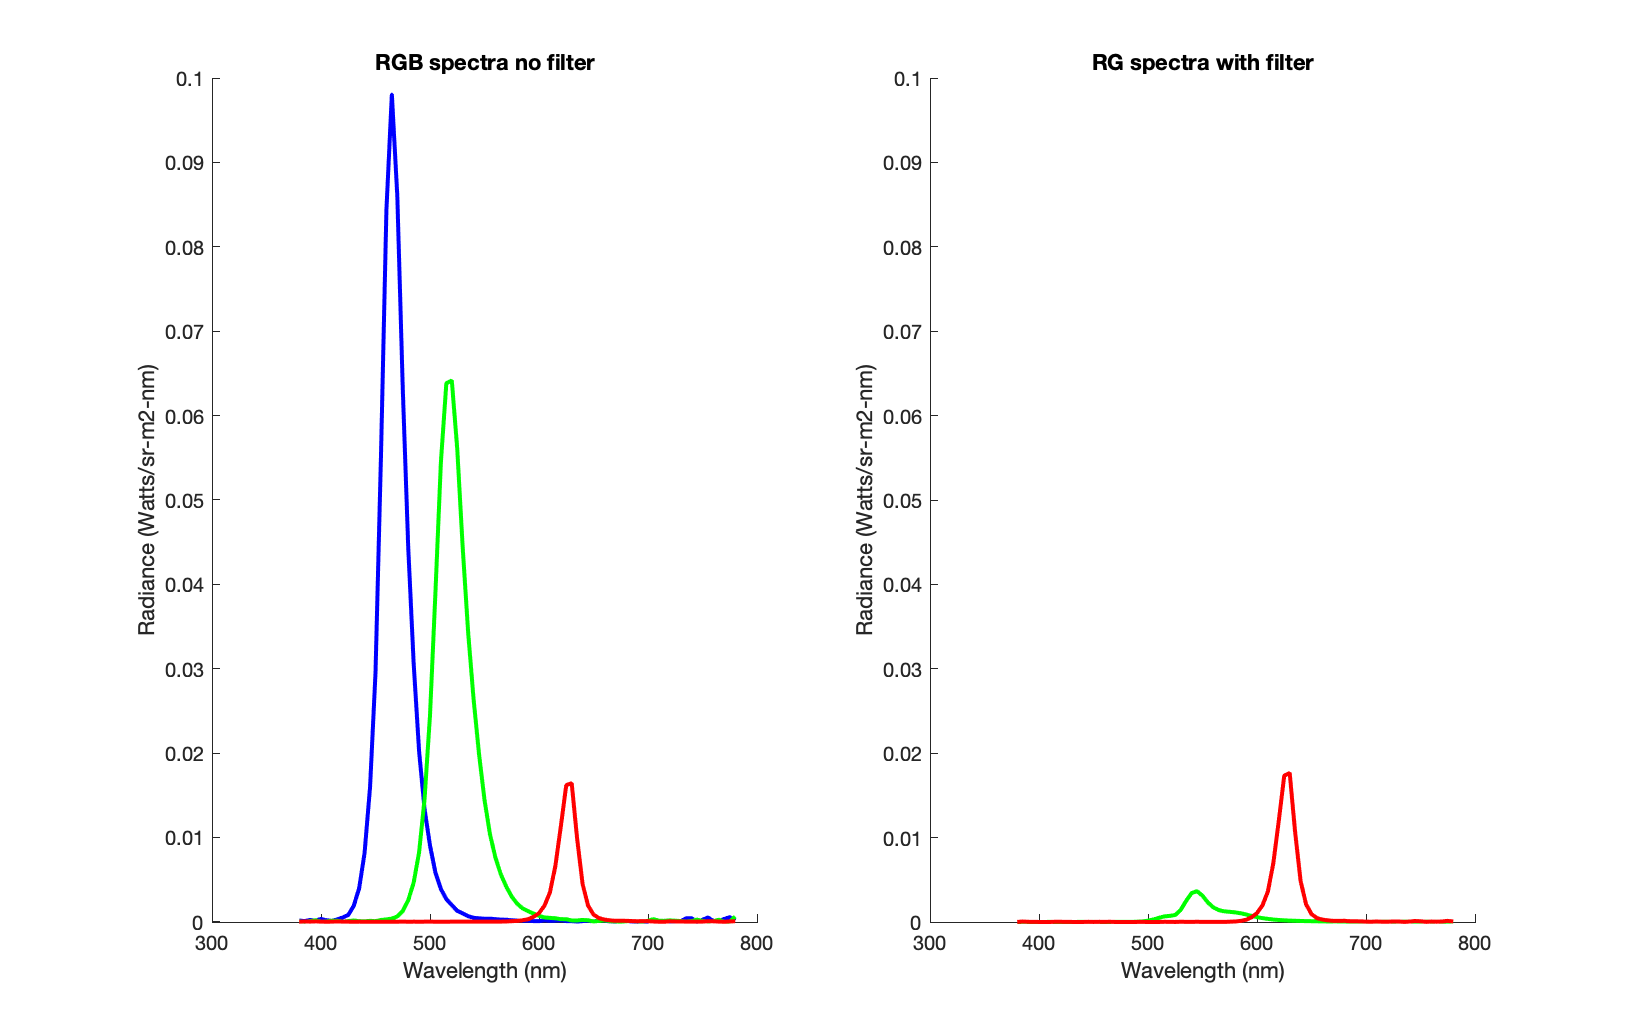 RGB spectra no filter
0.1
0.09
0.08
0.07
0.06
0.05
0.04
0.03
0.02
0.01
0
300 400 500 600 700 800
Wavelength (nm)
Radiance (Watts/sr-m2-nm)
RG spectra with filter
0.1
0.09
0.08
0.07
0.06
0.05
0.04
0.03
0.02
0.01
0
300 400 500 600 700 800
Wavelength (nm)
Radiance (Watts/sr-m2-nm)